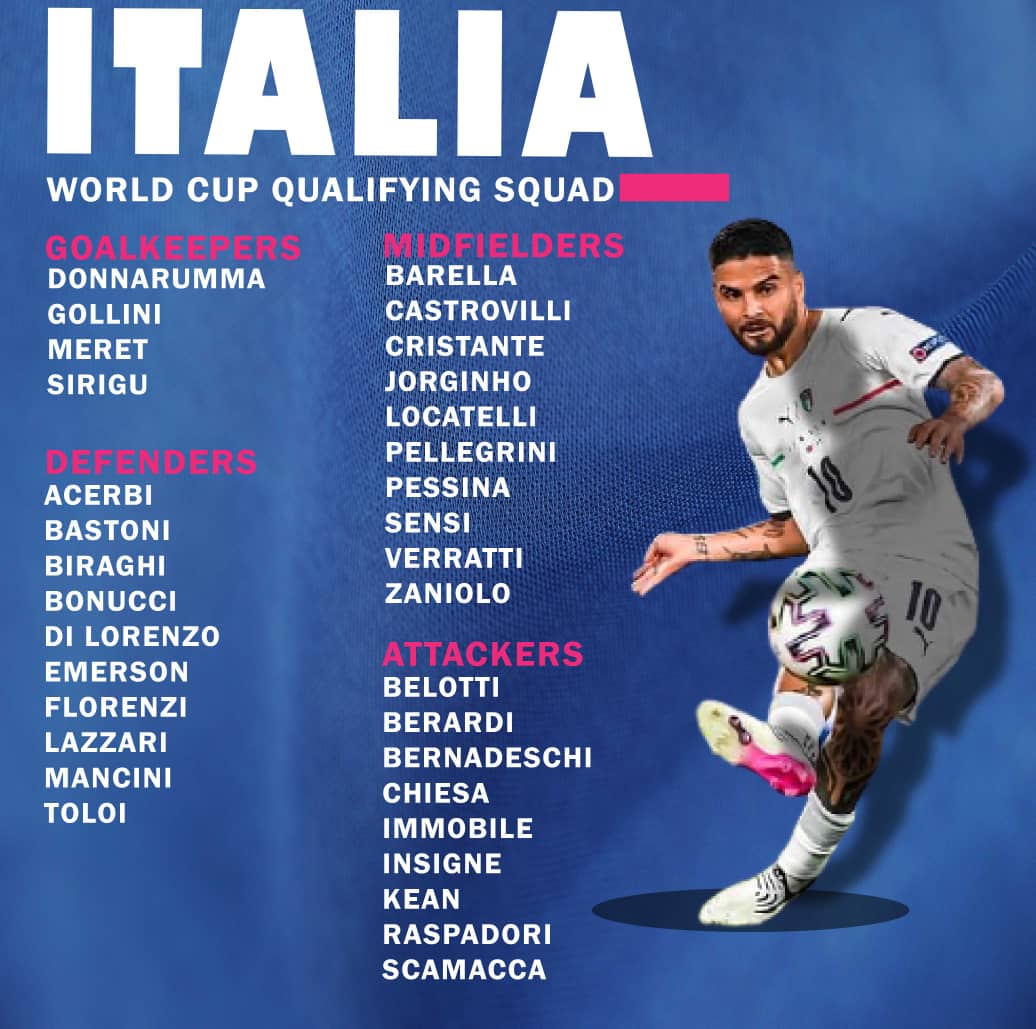 ITALIA
WORLD CUP QUALIFYING SQUAD
GOALKEEPERS
DONNARUMMA
GOLLINI
MERET
SIRIGU
DEFENDERS
ACERBI
BASTONI
BIRAGHI
BONUCCI
DI LORENZO
EMERSON
FLORENZI
LAZZARI
MANCINI
TOLOI
MIDFIELDERS
BARELLA
CASTROVILLI
CRISTANTE
JORGINHO
LOCATELLI
PELLEGRINI
PESSINA
SENSI
VERRATTI
ZANIOLO
ATTACKERS
BELOTTI
BERARDI
BERNADESCHI
CHIESA
IMMOBILE
INSIGNE
KEAN
RASPADORI
SCAMACCA
10
10